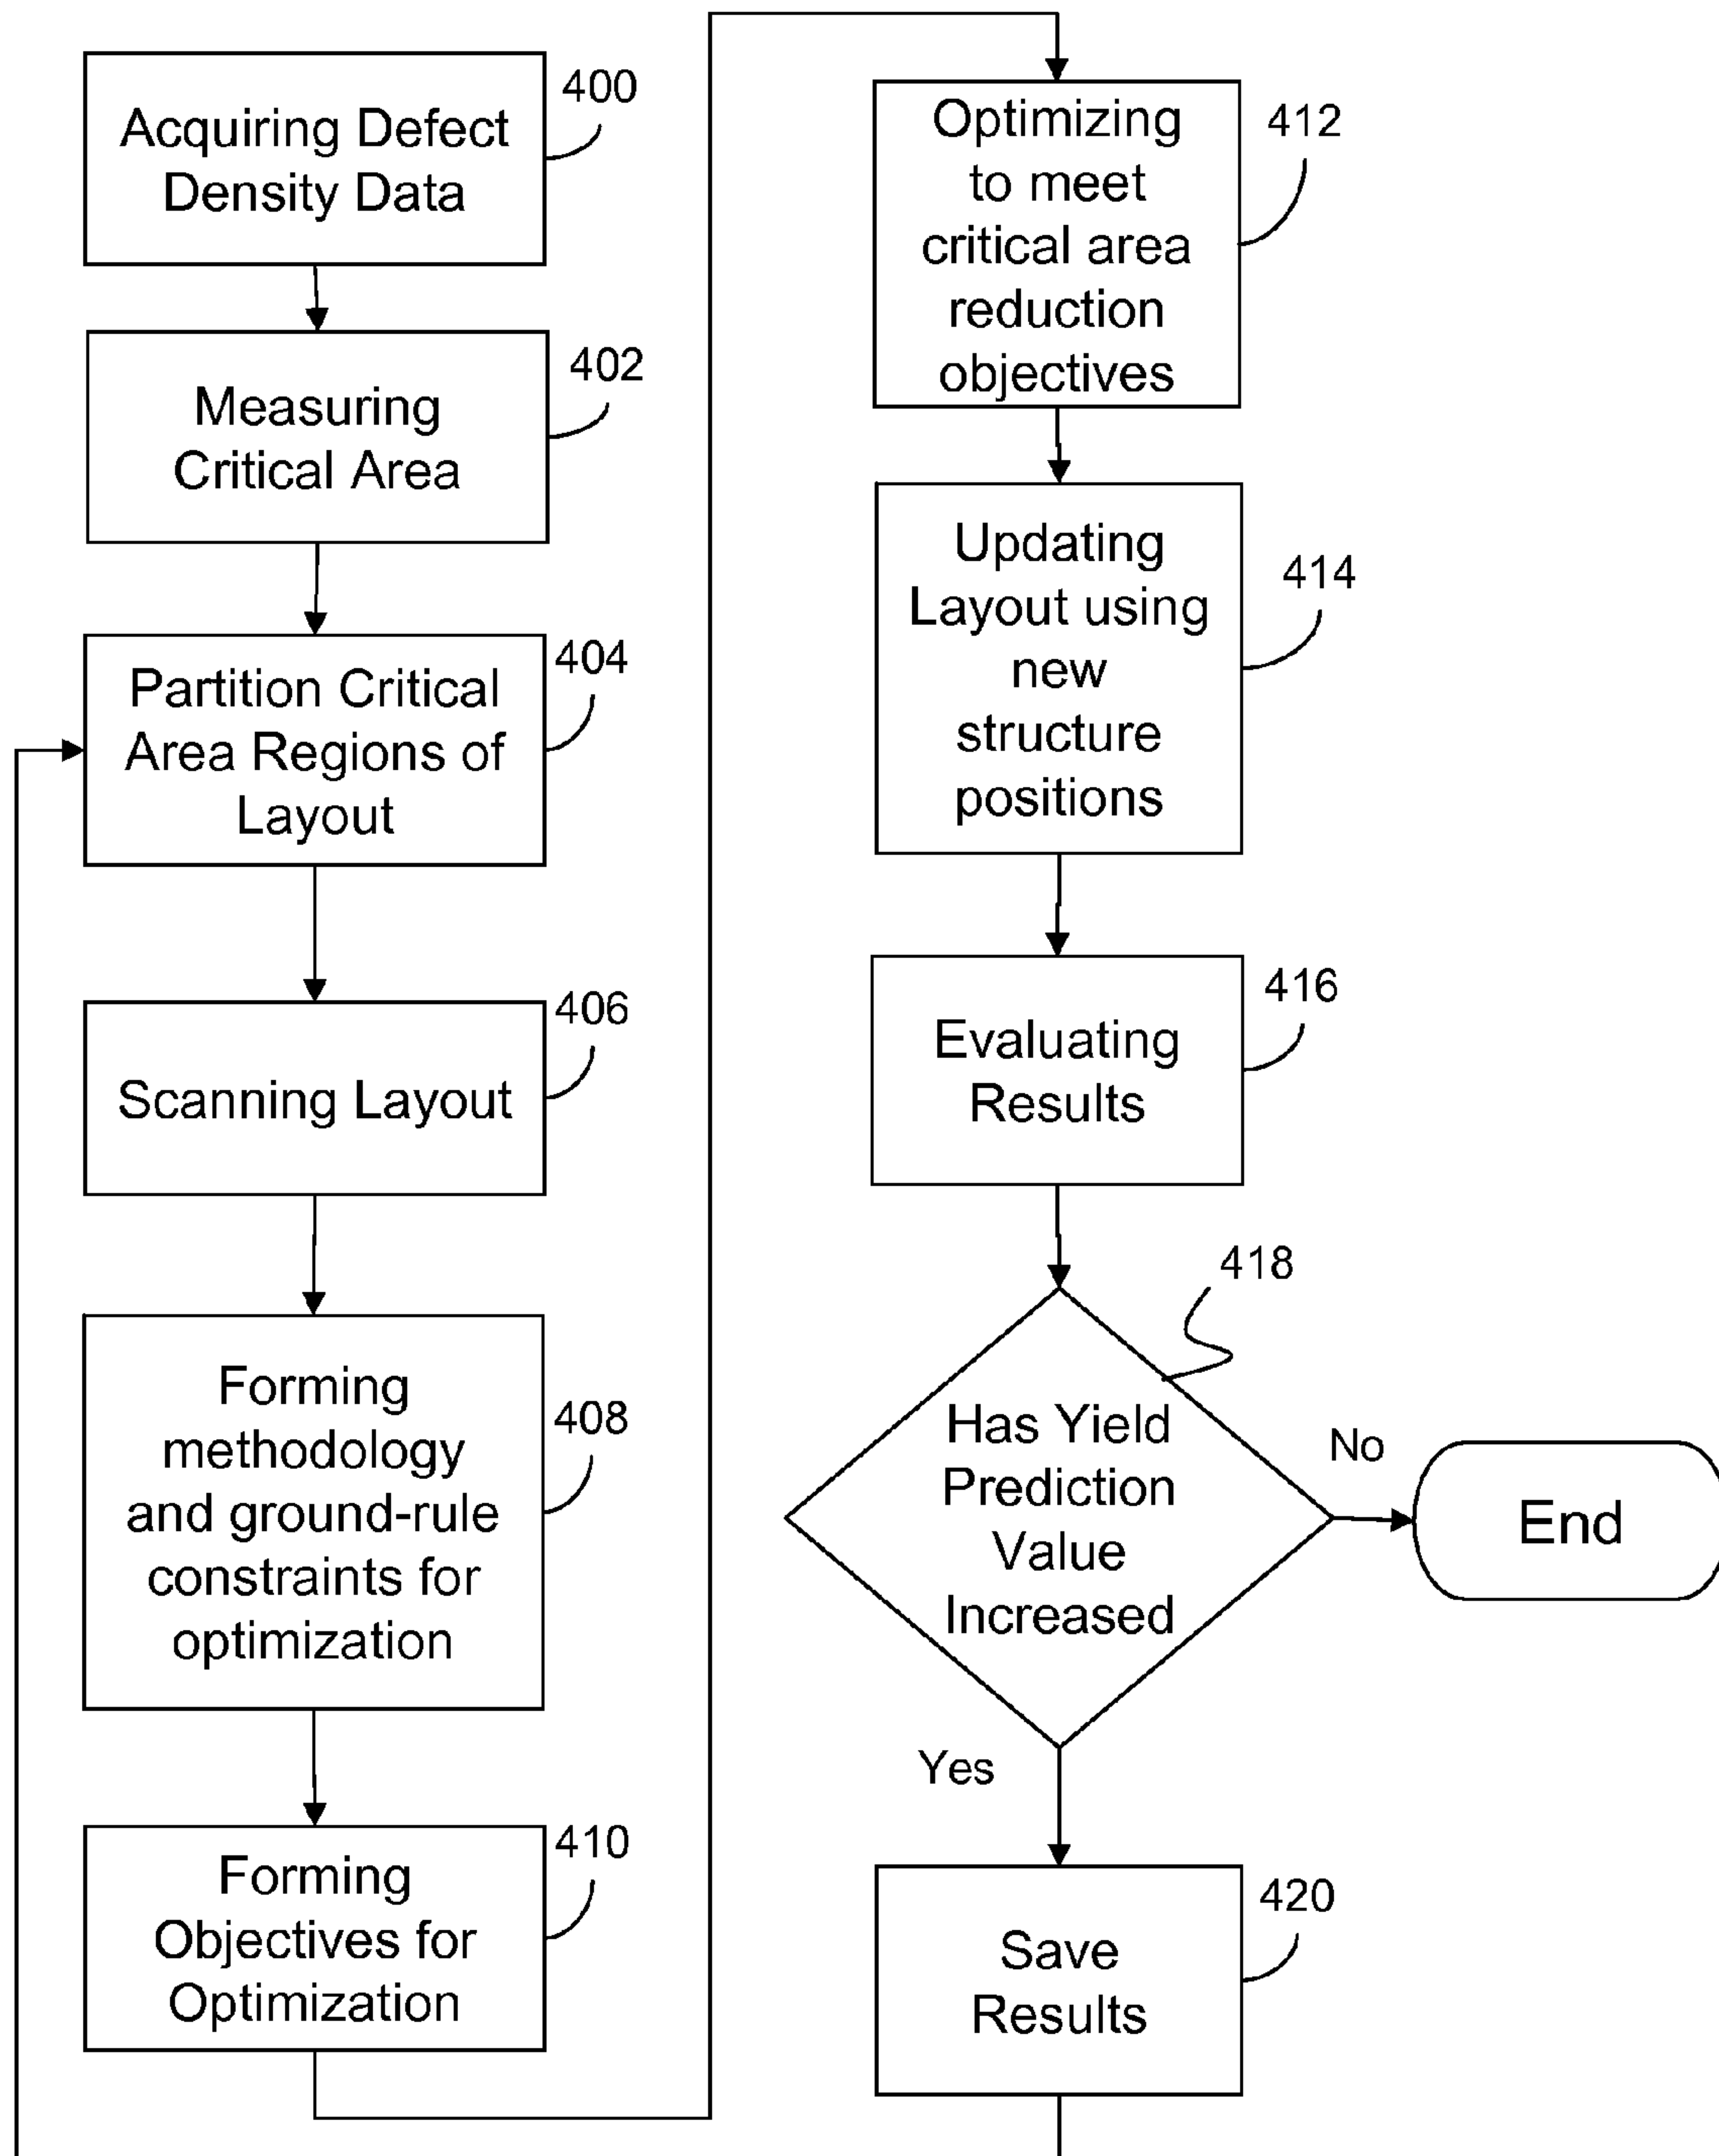 Acquiring Defect
Density Data
400
Measuring
Critical Area
402
Partition Critical
Area Regions of
Layout
404
Scanning Layout
406
Forming
methodology
and ground-rule
constraints for
optimization
408
Forming
Objectives for
Optimization
410
Optimizing
to meet
critical area
reduction
objectives
412
Updating
Layout using
new
structure
positions
414
Evaluating
Results
416
Has Yield
Prediction
Value
Increased
418
No
End
Yes
Save
Results
420